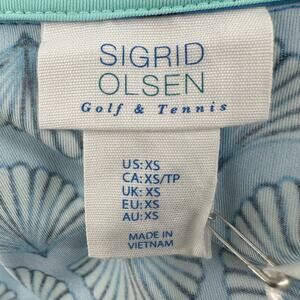 SIGRID
OLSEN
Golf & Tennis
US: XS
CA: XS/TP
UK: XS
EU: XS
AU: XS
MADE IN
VIETNAM